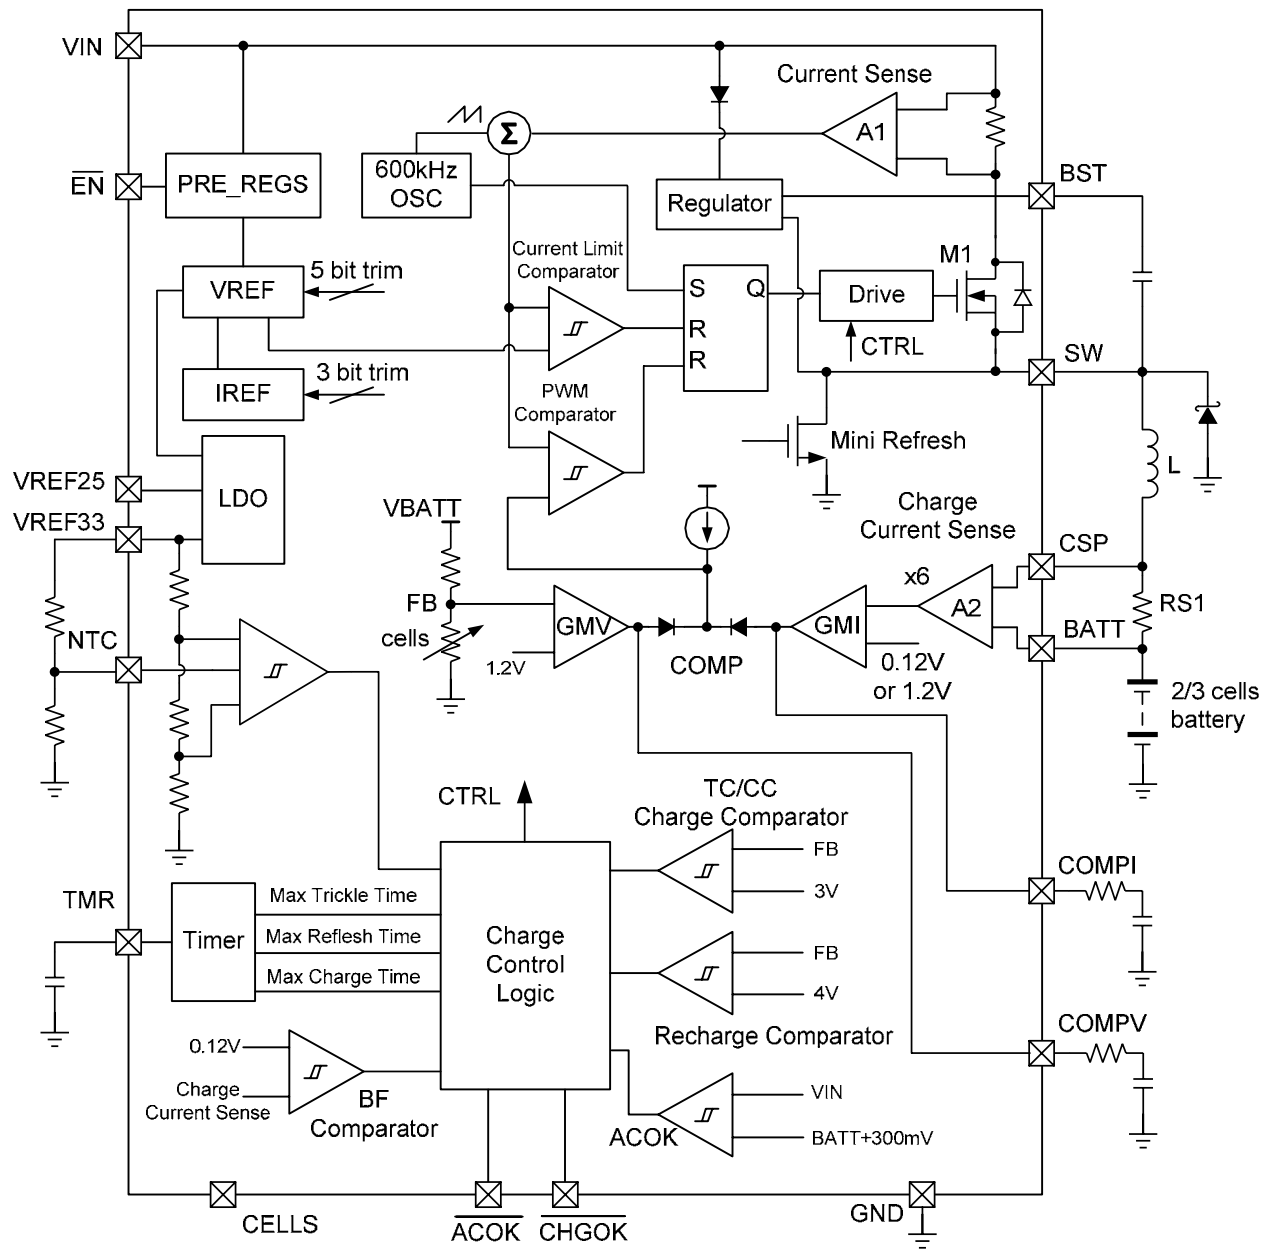 VIN
Current Sense
A1
Σ
600kHz
OSC
EN
PRE_REGS
BST
Regulator
Current Limit
Comparator
M1
5 bit trim
VREF
S
Q
R
R
Drive
CTRL
SW
3 bit trim
IREF
PWM
Comparator
Mini Refresh
L
VREF25
LDO
VREF33
VBATT
Charge
Current Sense
CSP
x6
A2
RS1
FB
cells
GMV
1.2V
COMP
GMI
0.12V
or 1.2V
BATT
NTC
2/3 cells
battery
CTRL
TC/CC
Charge Comparator
FB
3V
COMPI
TMR
Timer
Max Trickle Time
Max Reflesh Time
Max Charge Time
Charge
Control
Logic
FB
4V
Recharge Comparator
COMPV
0.12V
Charge
Current Sense
BF
Comparator
VIN
ACOK
BATT+300mV
CELLS
ACOK
CHGOK
GND